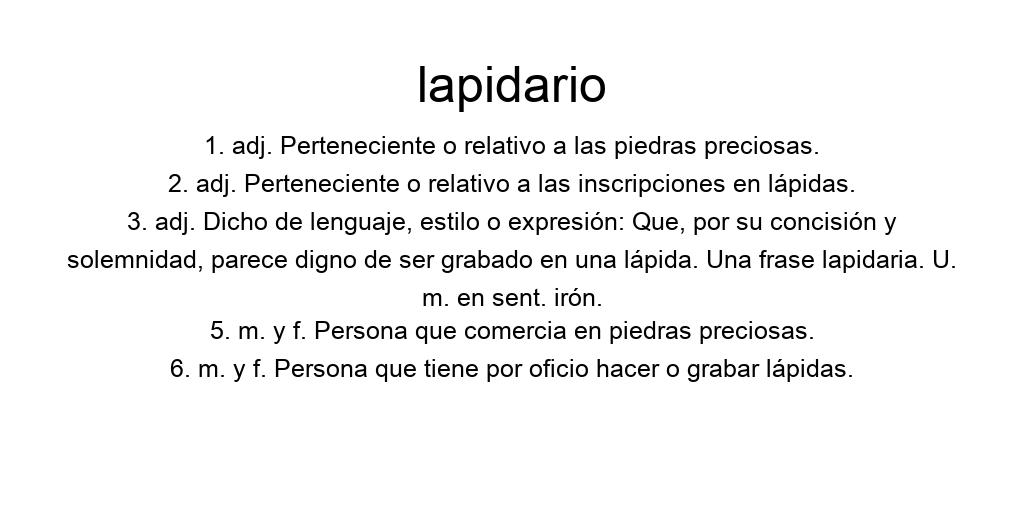 lapidario
1. adj. Perteneciente o relativo a las piedras preciosas.
2. adj. Perteneciente o relativo a las inscripciones en lápidas.
3. adj. Dicho de lenguaje, estilo o expresión: Que, por su concisión y
solemnidad, parece digno de ser grabado en una lápida. Una frase lapidaria. U.
m. en sent. irón.
5. m. y f. Persona que comercia en piedras preciosas.
6. m. y f. Persona que tiene por oficio hacer o grabar lápidas.